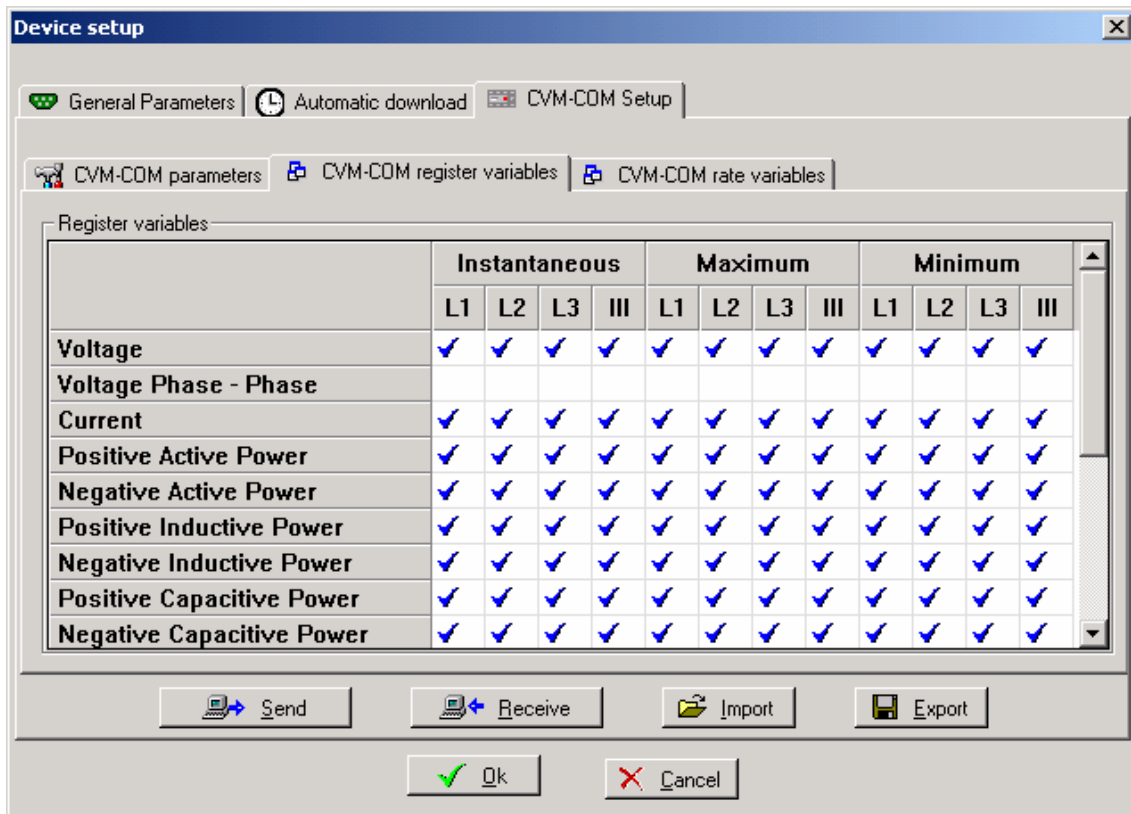 Device setup
General Parameters Automatic download CVM-COM Setup
CVM-COM parameters CVM-COM register variables CVM-COM rate variables
Register variables
Instantaneous Maximum Minimum
L1 L2 L3 III L1 L2 L3 III L1 L2 L3 III
Voltage
Voltage Phase - Phase
Current
Positive Active Power
Negative Active Power
Positive Inductive Power
Negative Inductive Power
Positive Capacitive Power
Negative Capacitive Power
Send Receive Import Export
Ok Cancel